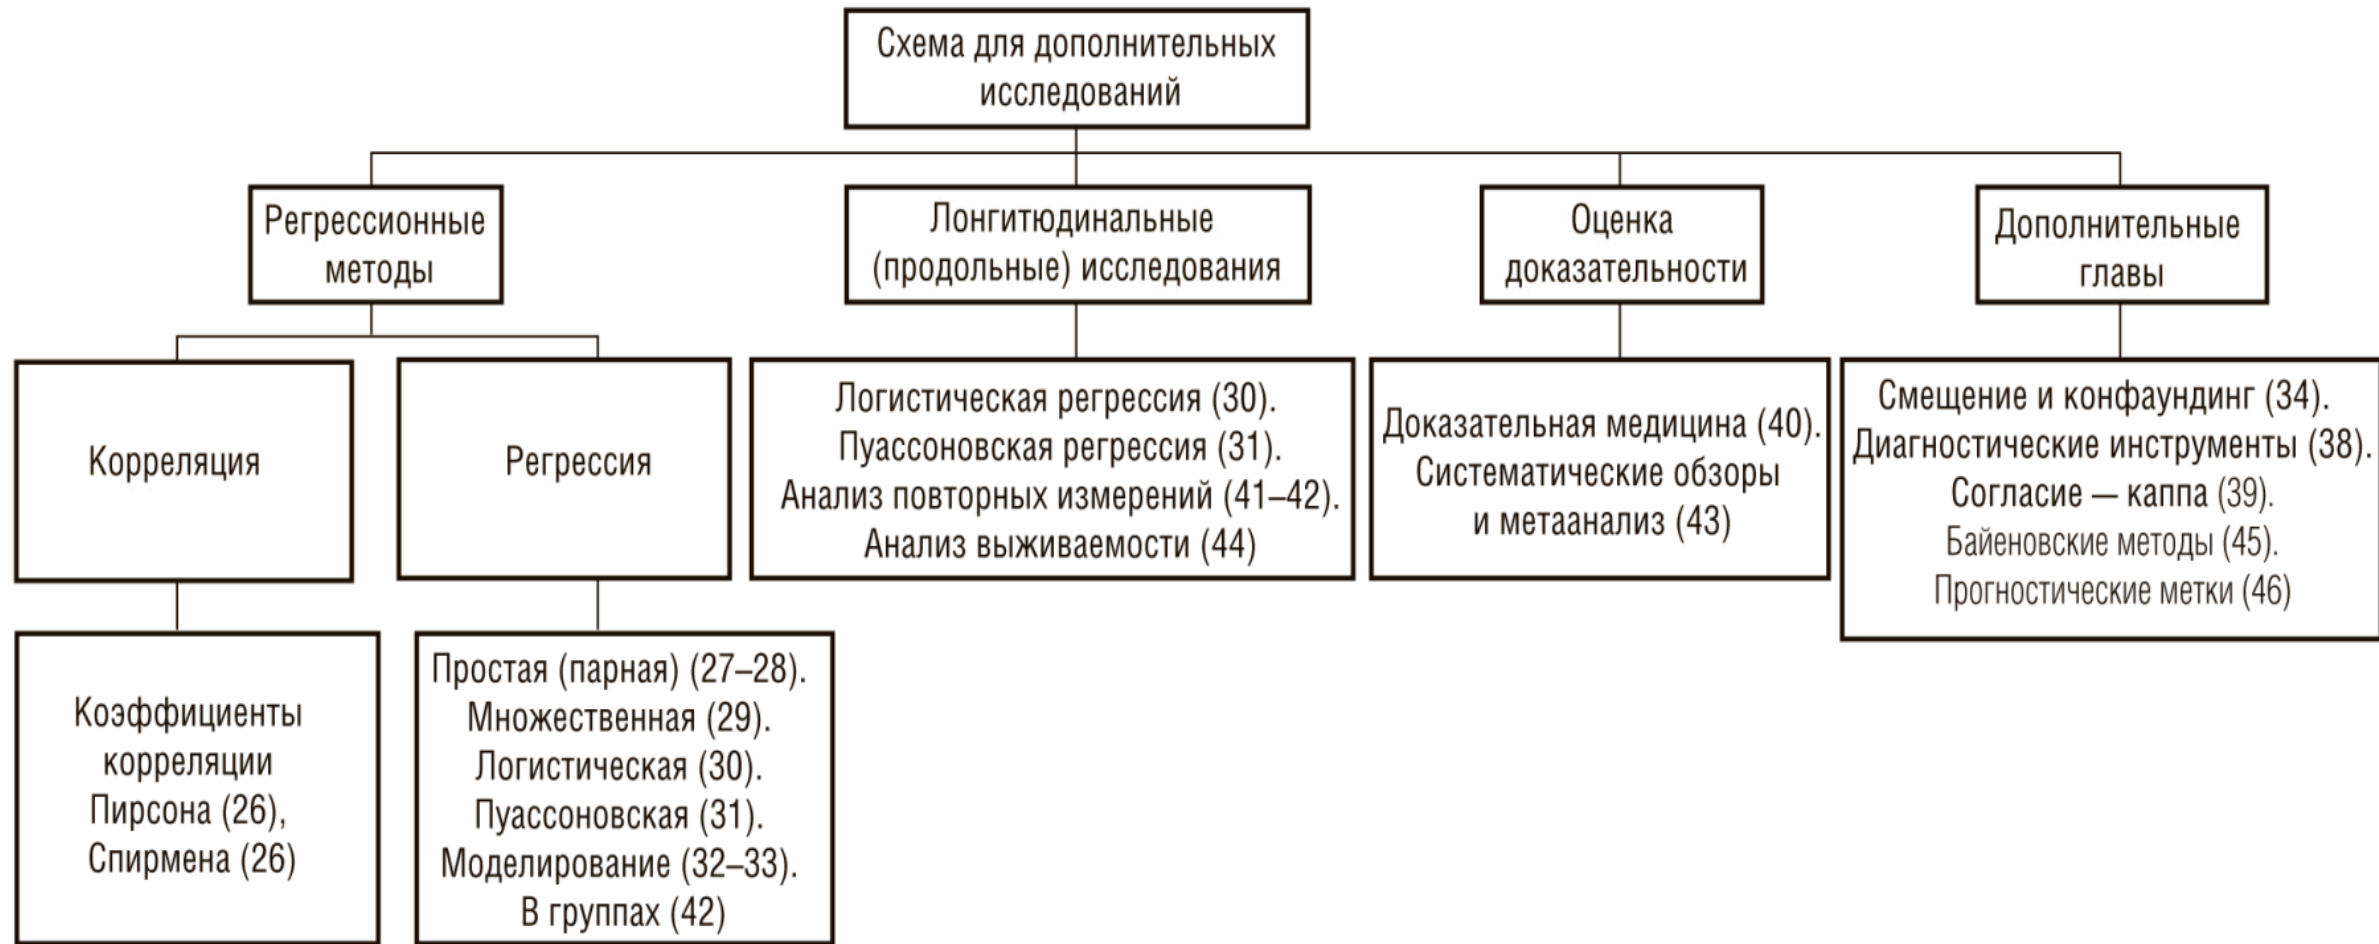 Схема для дополнительных
исследований
Регрессионные
методы
Лонгитюдинальные
(продольные) исследования
Оценка
доказательности
Дополнительные
главы
Корреляция
Регрессия
Логистическая регрессия (30).
Пуассоновская регрессия (31).
Анализ повторных измерений (41–42).
Анализ выживаемости (44)
Доказательная медицина (40).
Систематические обзоры
и метаанализ (43)
Смещение и конфаундинг (34).
Диагностические инструменты (38).
Согласие — каппа (39).
Байеновские методы (45).
Прогностические метки (46)
Коэффициенты
корреляции
Пирсона (26),
Спирмена (26)
Простая (парная) (27–28).
Множественная (29).
Логистическая (30).
Пуассоновская (31).
Моделирование (32–33).
В группах (42)